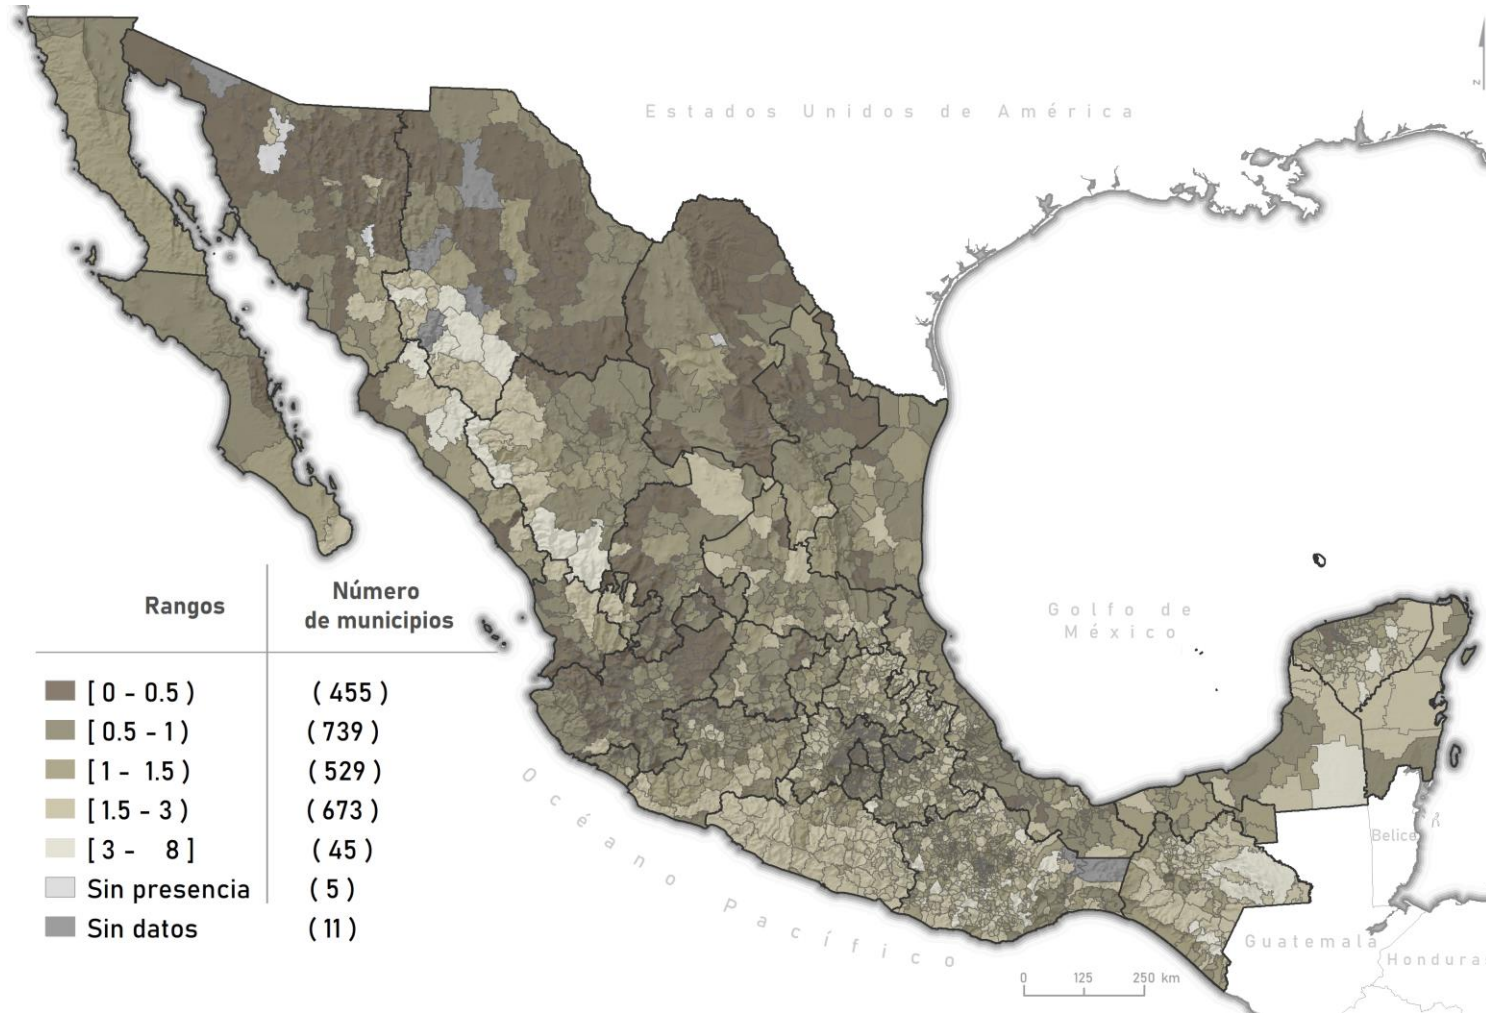 N
Estados Unidos de América
Golfo de
México
Rangos
Número
de municipios
[ 0 - 0.5 ) ( 455 )
[ 0.5 - 1 ) ( 739 )
[ 1 - 1.5 ) ( 529 )
[ 1.5 - 3 ) ( 673 )
[ 3 - 8 ] ( 45 )
Sin presencia ( 5 )
Sin datos ( 11 )
Océano Pacífico
Belice
Guatemala
Honduras
0 125 250 km